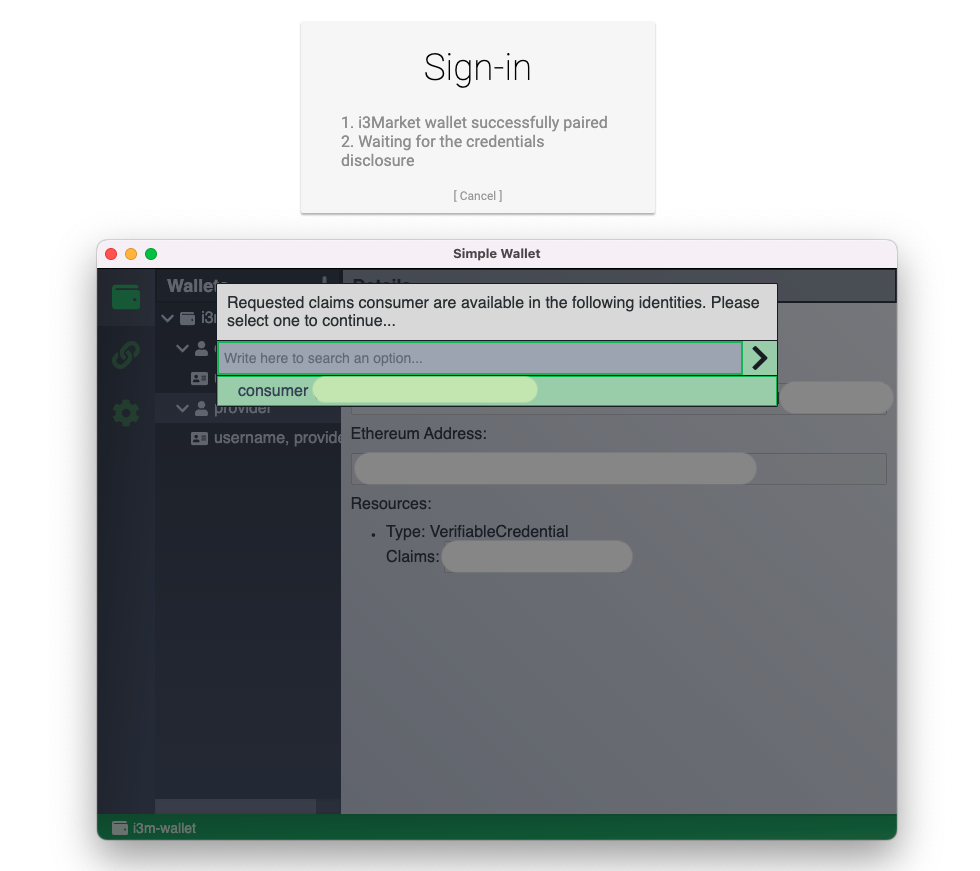 Sign-in
1. i3Market wallet successfully paired
2. Waiting for the credentials
disclosure
[ Cancel ]
Simple Wallet
Wallets
Details
Requested claims consumer are available in the following identities. Please
select one to continue...
Write here to search an option...
consumer
provider
username, provide
Ethereum Address:
Resources:
Type: VerifiableCredential
Claims:
i3m-wallet